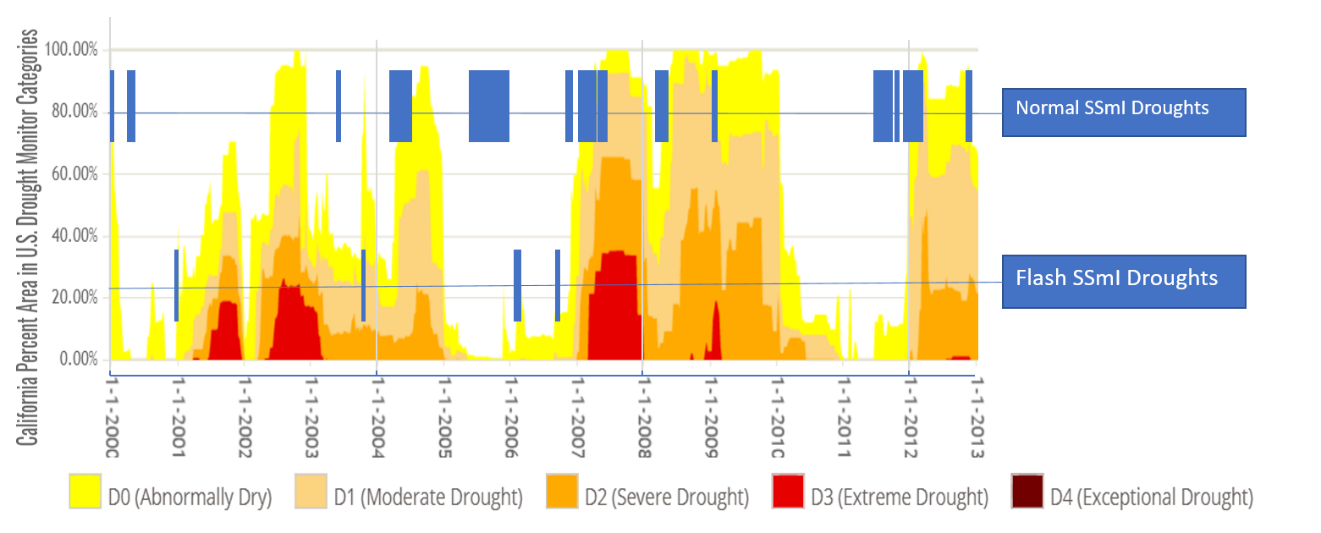 California Percent Area in U.S. Drought Monitor Categories
100.00%
80.00%
60.00%
40.00%
20.00%
0.00%
Normal SSmI Droughts
Flash SSmI Droughts
1-1-2000
1-1-2001
1-1-2002
1-1-2003
1-1-2004
1-1-2005
1-1-2006
1-1-2007
1-1-2008
1-1-2009
1-1-2010
1-1-2011
1-1-2012
1-1-2013
D0 (Abnormally Dry)
D1 (Moderate Drought)
D2 (Severe Drought)
D3 (Extreme Drought)
D4 (Exceptional Drought)